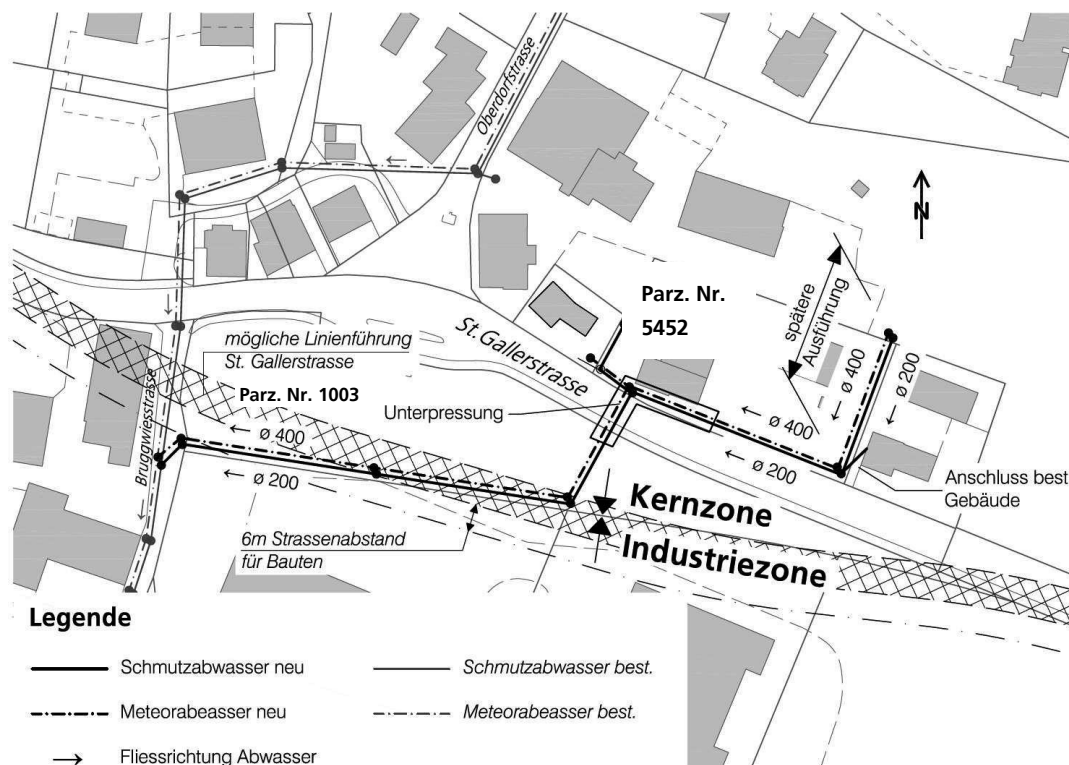 Oberdorfstrasse
N
Parz. Nr.
5452
spätere
Ausführung
mögliche Linienführung
St. Gallerstrasse
St. Gallerstrasse
Parz. Nr. 1003
Unterpressung
Bruggwiesstrasse
← ø 400
← ø 200
← ø 400
← ø 200
← ø 400
← ø 200
Anschluss best.
Gebäude
Kernzone
Industriezone
6m Strassenabstand
für Bauten
Legende
Schmutzabwasser neu
Schmutzabwasser best.
Meteorabeasser neu
Meteorabeasser best.
→ Fliessrichtung Abwasser